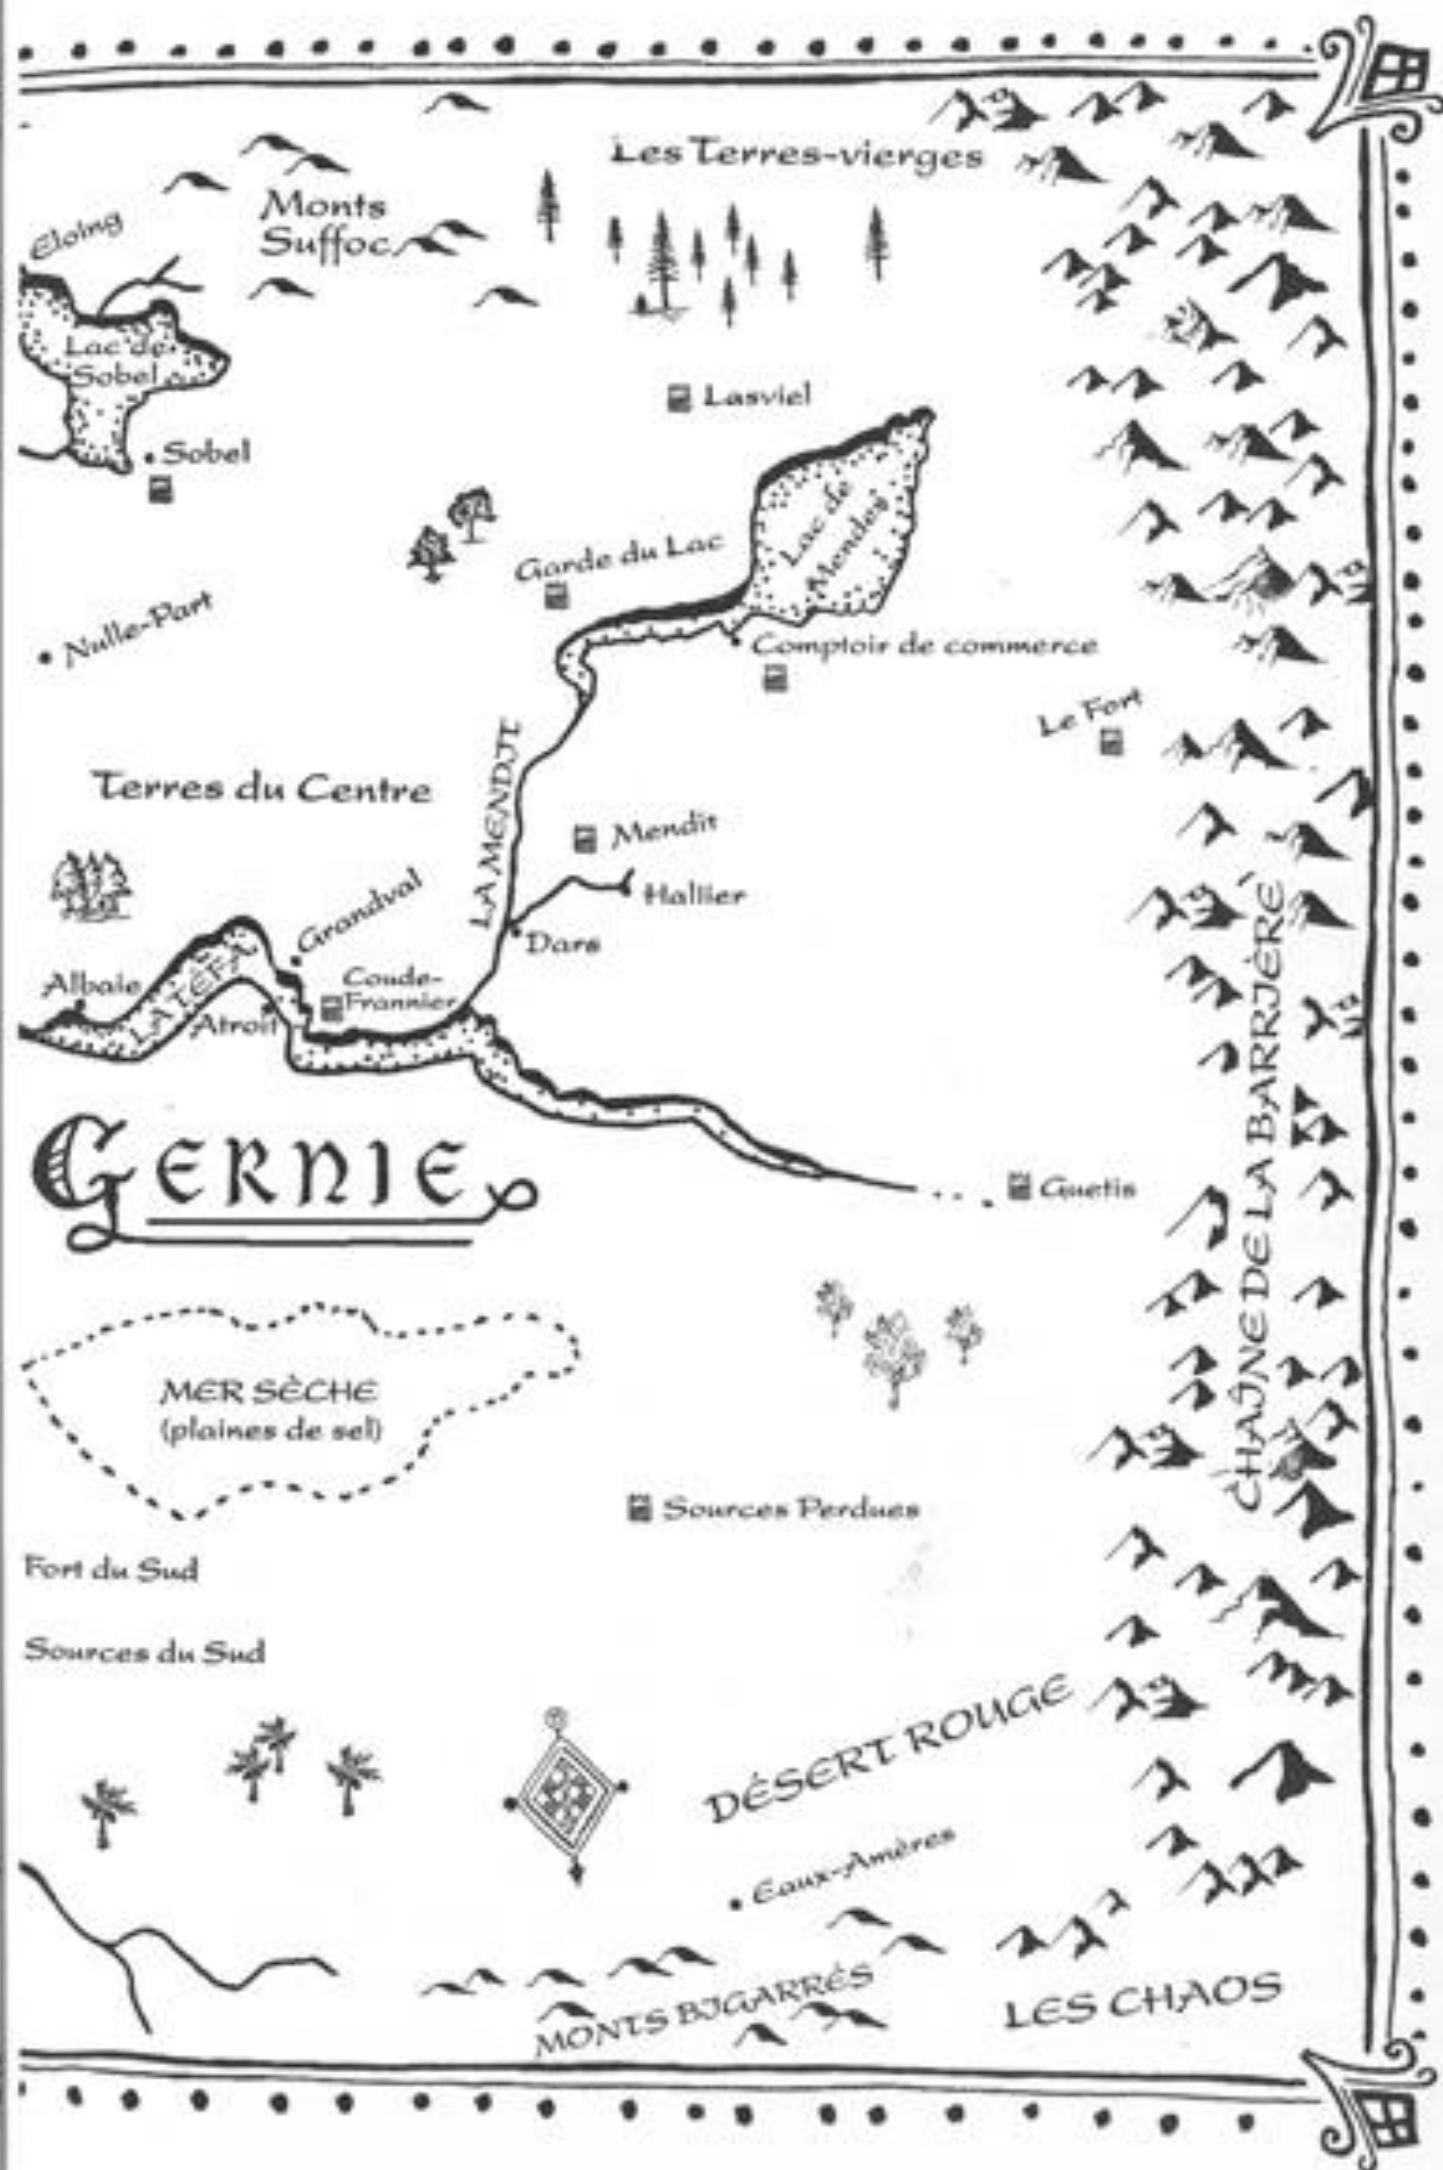 Les Terres-vierges
Monts
Suffoc
Eloing
Lac de
Sobel
Lasviel
Sobel
Lac de
Mendes
Garde du Lac
Nulle-Part
Comptoir de commerce
Le Fort
LA MENDIT
Terres du Centre
Mendit
Grandval
Hallier
Dars
Albaie
LA TÉFA
Coude-
Frannier
Atroit
CHAÎNE DE LA BARRIÈRE
GERNIE
Guetis
MER SÈCHE
(plaines de sel)
Sources Perdues
Fort du Sud
Sources du Sud
DÉSERT ROUGE
Eaux-Amères
MONTS BIGARRÉS
LES CHAOS